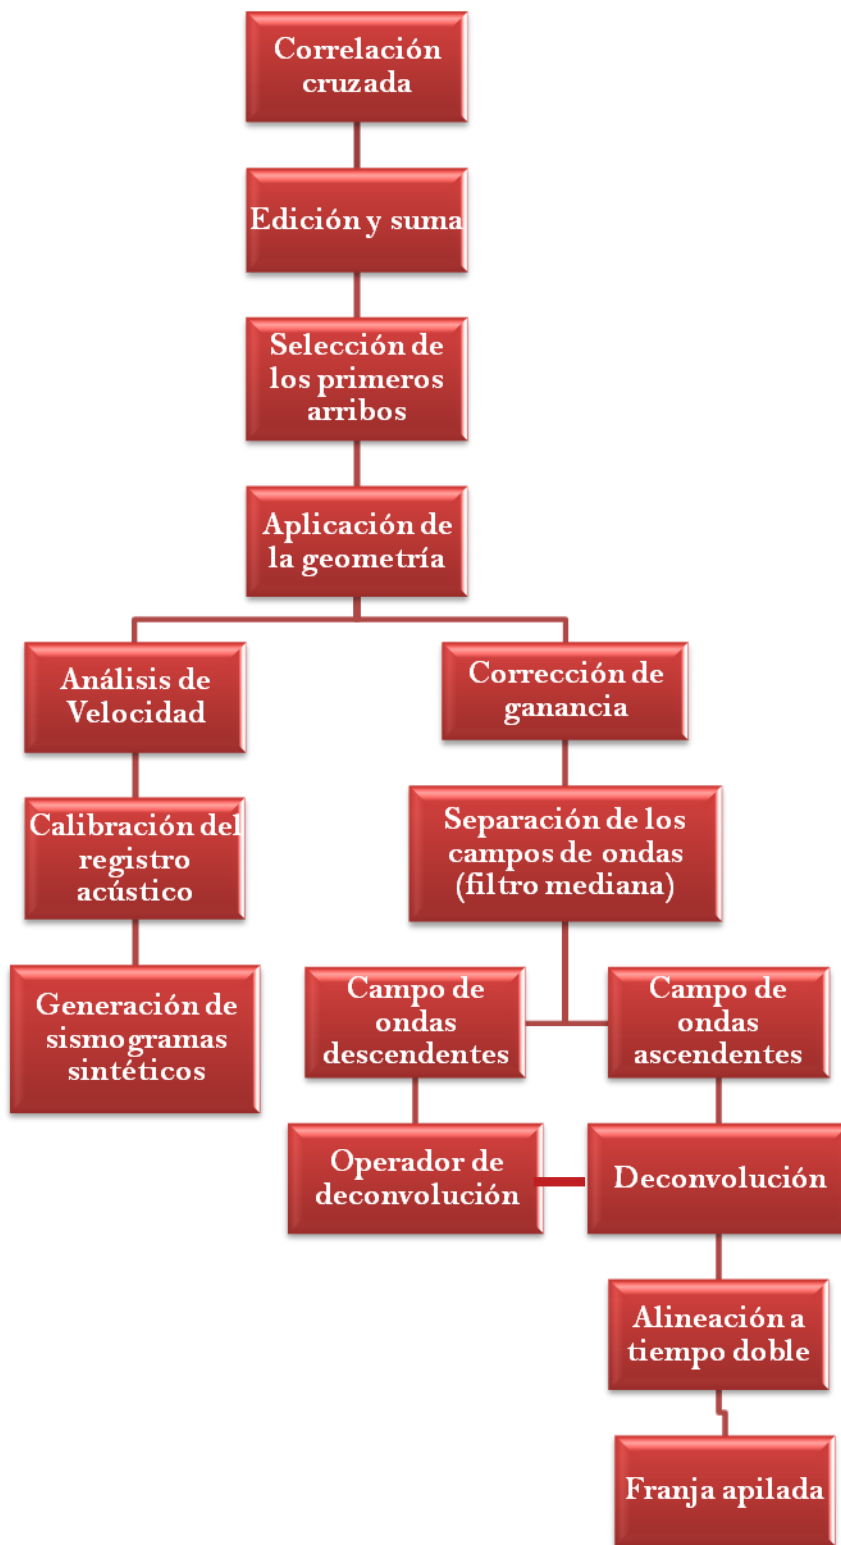 Correlación
cruzada
Edición y suma
Selección de
los primeros
arribos
Aplicación de
la geometría
Análisis de
Velocidad
Corrección de
ganancia
Calibración del
registro
acústico
Separación de los
campos de ondas
(filtro mediana)
Generación de
sismogramas
sintéticos
Campo de
ondas
descendentes
Campo de
ondas
ascendentes
Operador de
deconvolución
Deconvolución
Alineación a
tiempo doble
Franja apilada